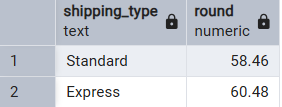 shipping_type round
text numeric
1 Standard 58.46
2 Express 60.48